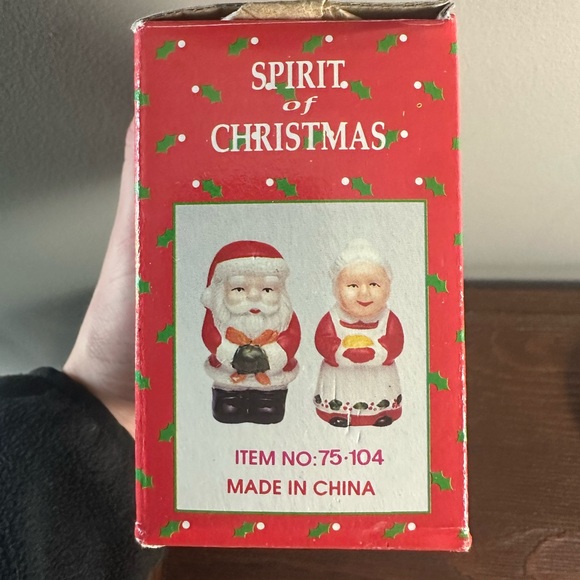 SPIRIT
of
CHRISTMAS
ITEM NO:75-104
MADE IN CHINA